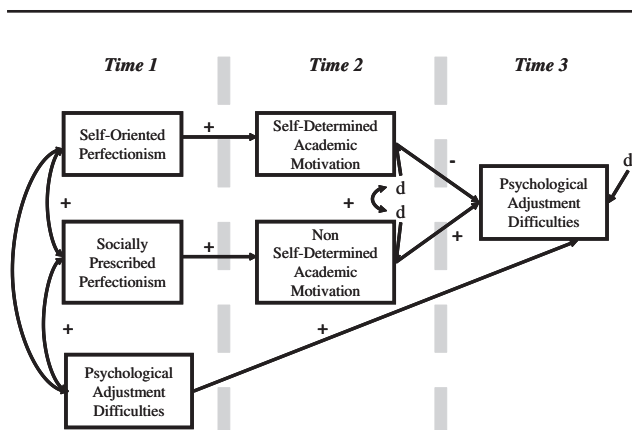 Time 1
Time 2
Time 3
Self-Oriented
Perfectionism
+
Self-Determined
Academic
Motivation
-
d
Psychological
Adjustment
Difficulties
d
+
+
d
Socially
Prescribed
Perfectionism
+
Non
Self-Determined
Academic
Motivation
+
+
+
Psychological
Adjustment
Difficulties